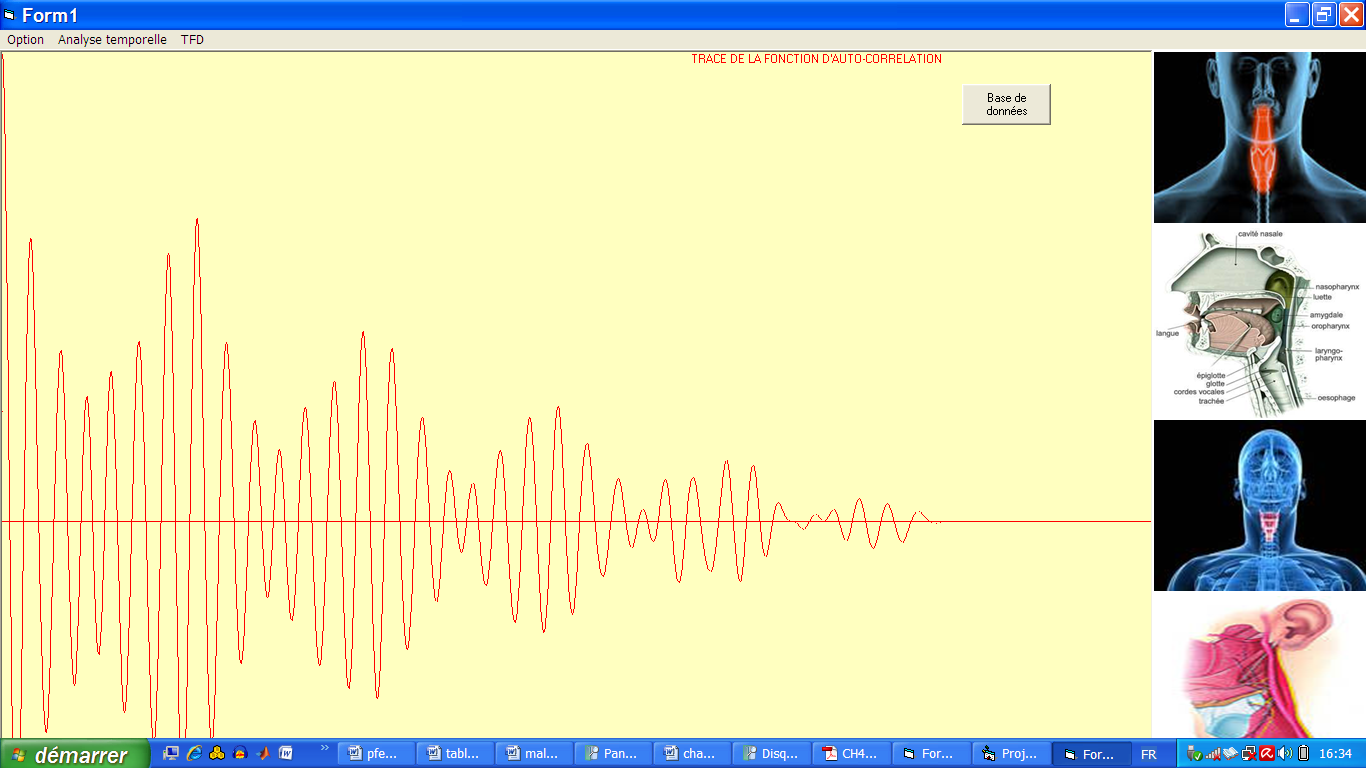 Form1
Option Analyse temporelle TFD
TRACE DE LA FONCTION D'AUTO-CORRELATION
Base de
données
cavité nasale
nasopharynx
luette
amygdale
oropharynx
langue
laryngo-
pharynx
épiglotte
glotte
cordes vocales
trachée
oesophage
démarrer
W
»
pfe...
tabl...
mal...
Pan...
cha...
Disq...
CH4...
For...
Proj...
For...
FR
16:34